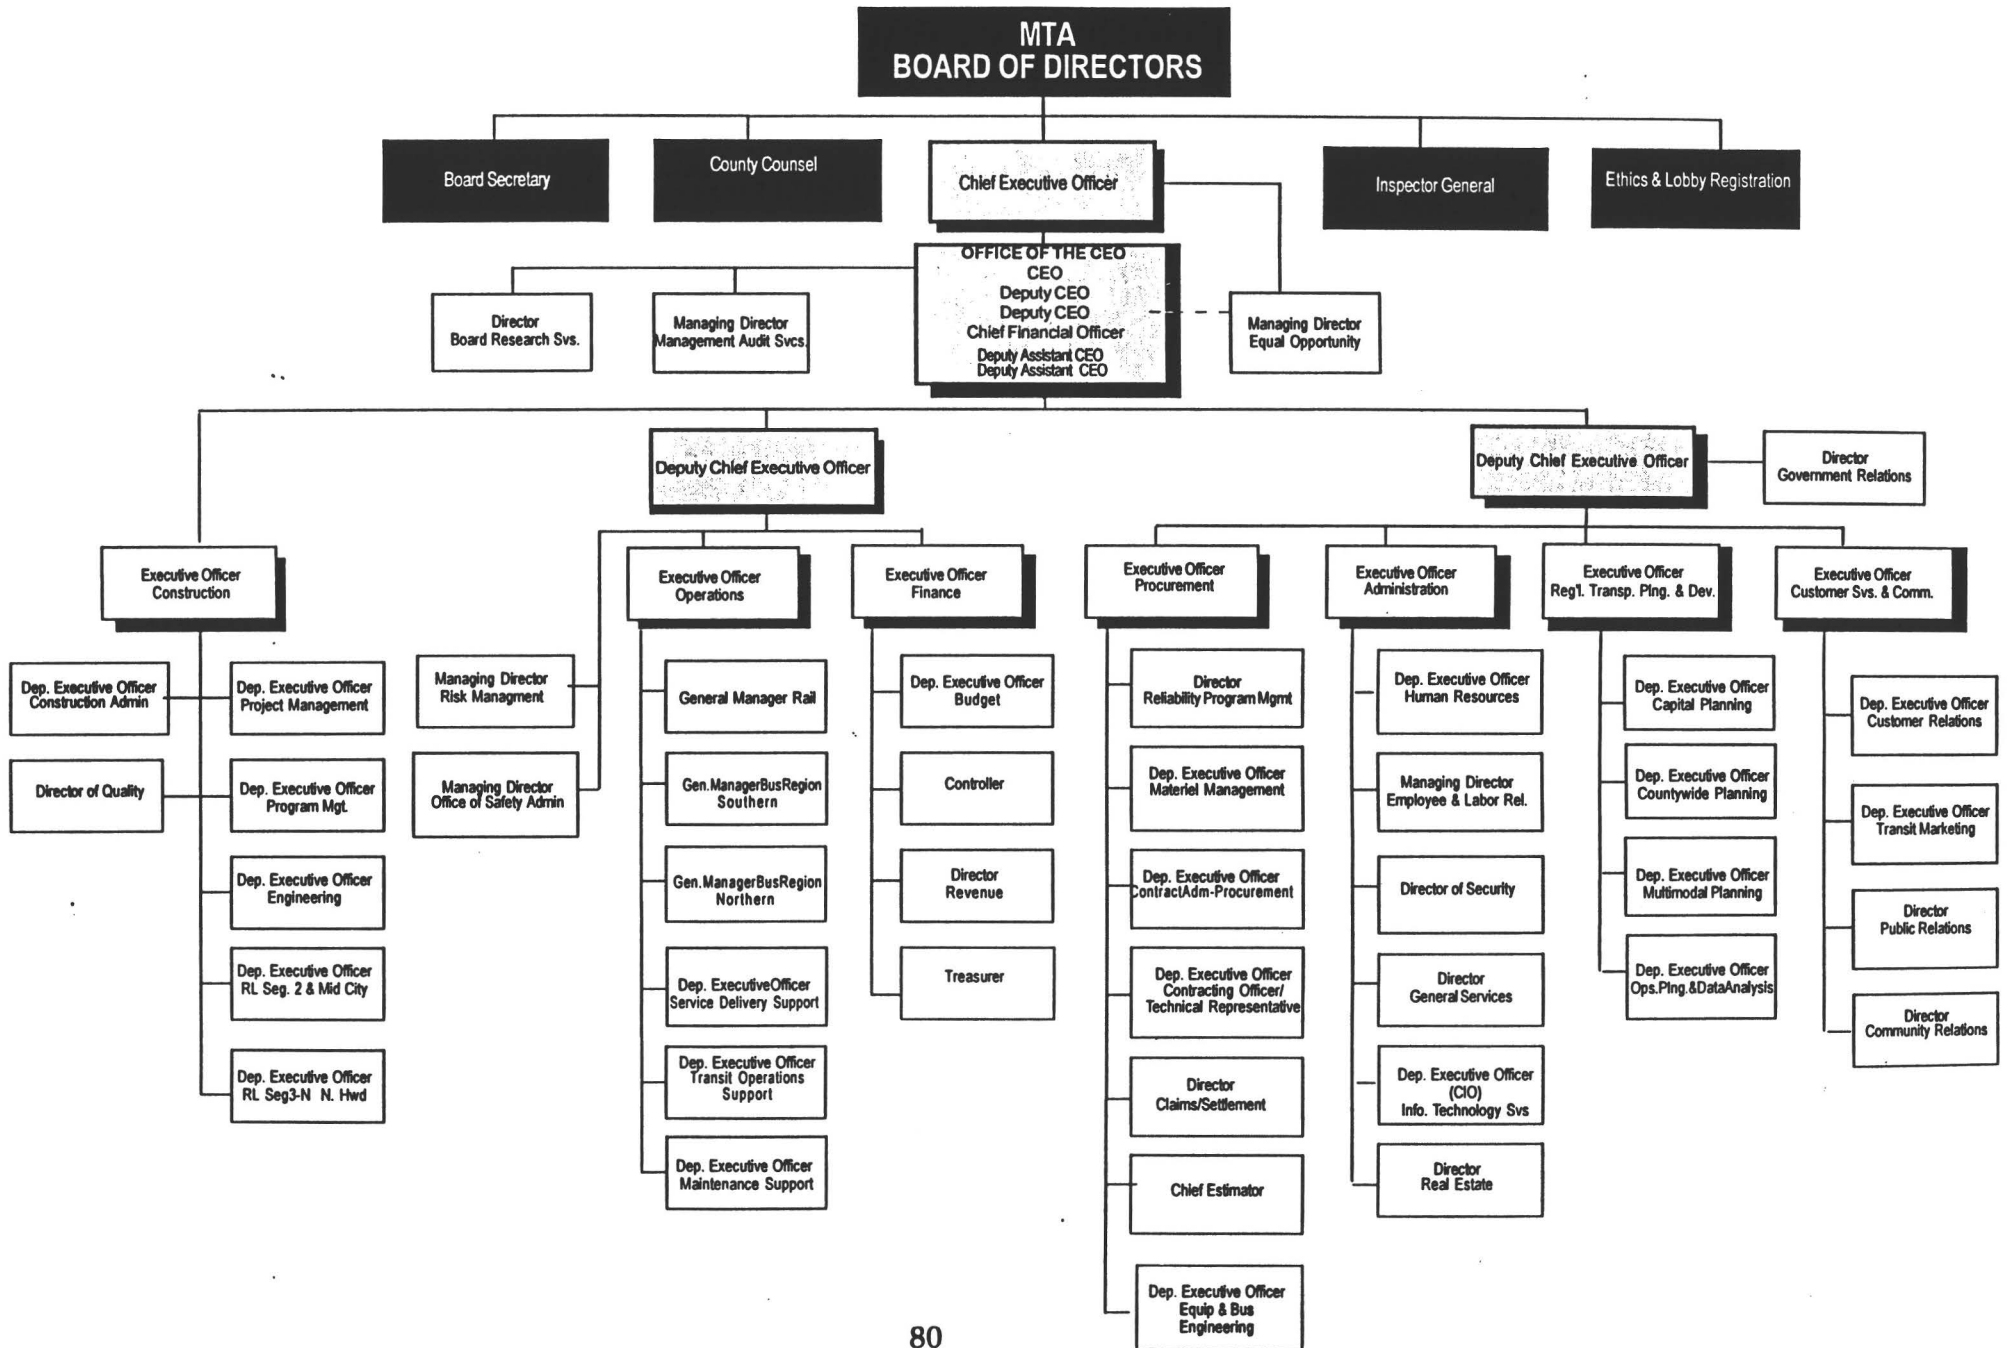 MTA
BOARD OF DIRECTORS
Board Secretary
County Counsel
Chief Executive Officer
Inspector General
Ethics & Lobby Registration
OFFICE OF THE CEO
CEO
Deputy CEO
Deputy CEO
Chief Financial Officer
Deputy Assistant CEO
Deputy Assistant CEO
Director
Board Research Svs.
Managing Director
Management Audit Svcs.
Managing Director
Equal Opportunity
Deputy Chief Executive Officer
Deputy Chief Executive Officer
Director
Government Relations
Executive Officer
Construction
Executive Officer
Operations
Executive Officer
Finance
Executive Officer
Procurement
Executive Officer
Administration
Executive Officer
Reg'l. Transp. Plng. & Dev.
Executive Officer
Customer Svs. & Comm.
Dep. Executive Officer
Construction Admin
Director of Quality
Dep. Executive Officer
Project Management
Dep. Executive Officer
Program Mgt.
Dep. Executive Officer
Engineering
Dep. Executive Officer
RL Seg. 2 & Mid City
Dep. Executive Officer
RL Seg3-N N. Hwd
Managing Director
Risk Managment
Managing Director
Office of Safety Admin
General Manager Rail
Gen.ManagerBusRegion
Southern
Gen.ManagerBusRegion
Northern
Dep. ExecutiveOfficer
Service Delivery Support
Dep. Executive Officer
Transit Operations
Support
Dep. Executive Officer
Maintenance Support
Dep. Executive Officer
Budget
Controller
Director
Revenue
Treasurer
Director
Reliability Program Mgmt
Dep. Executive Officer
Materiel Management
Dep. Executive Officer
ContractAdm-Procurement
Dep. Executive Officer
Contracting Officer/
Technical Representative
Director
Claims/Settlement
Chief Estimator
Dep. Executive Officer
Equip & Bus
Engineering
Dep. Executive Officer
Human Resources
Managing Director
Employee & Labor Rel.
Director of Security
Director
General Services
Dep. Executive Officer
(CIO)
Info. Technology Svs
Director
Real Estate
Dep. Executive Officer
Capital Planning
Dep. Executive Officer
Countywide Planning
Dep. Executive Officer
Multimodal Planning
Dep. Executive Officer
Ops.Plng.&DataAnalysis
Dep. Executive Officer
Customer Relations
Dep. Executive Officer
Transit Marketing
Director
Public Relations
Director
Community Relations
80